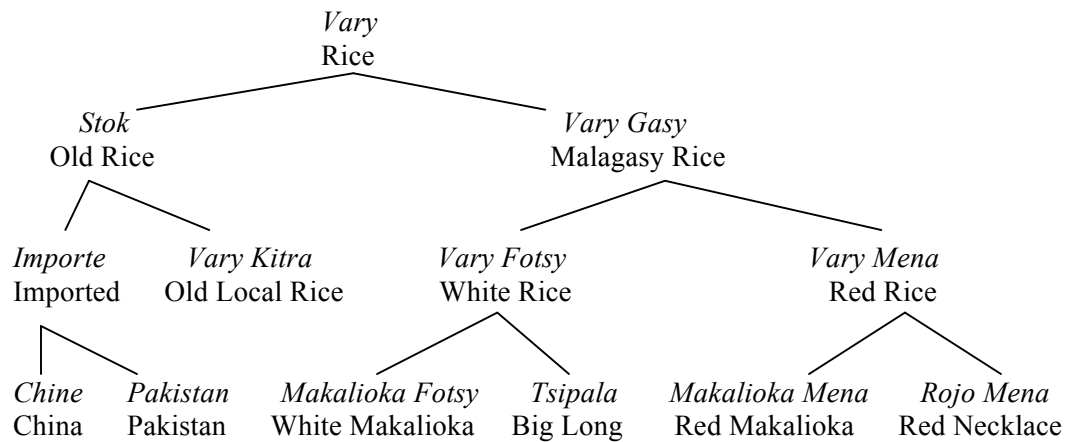 Vary
Rice
Stok
Old Rice
Vary Gasy
Malagasy Rice
Importe
Imported
Vary Kitra
Old Local Rice
Vary Fotsy
White Rice
Vary Mena
Red Rice
Chine
China
Pakistan
Pakistan
Makalioka Fotsy
White Makalioka
Tsipala
Big Long
Makalioka Mena
Red Makalioka
Rojo Mena
Red Necklace